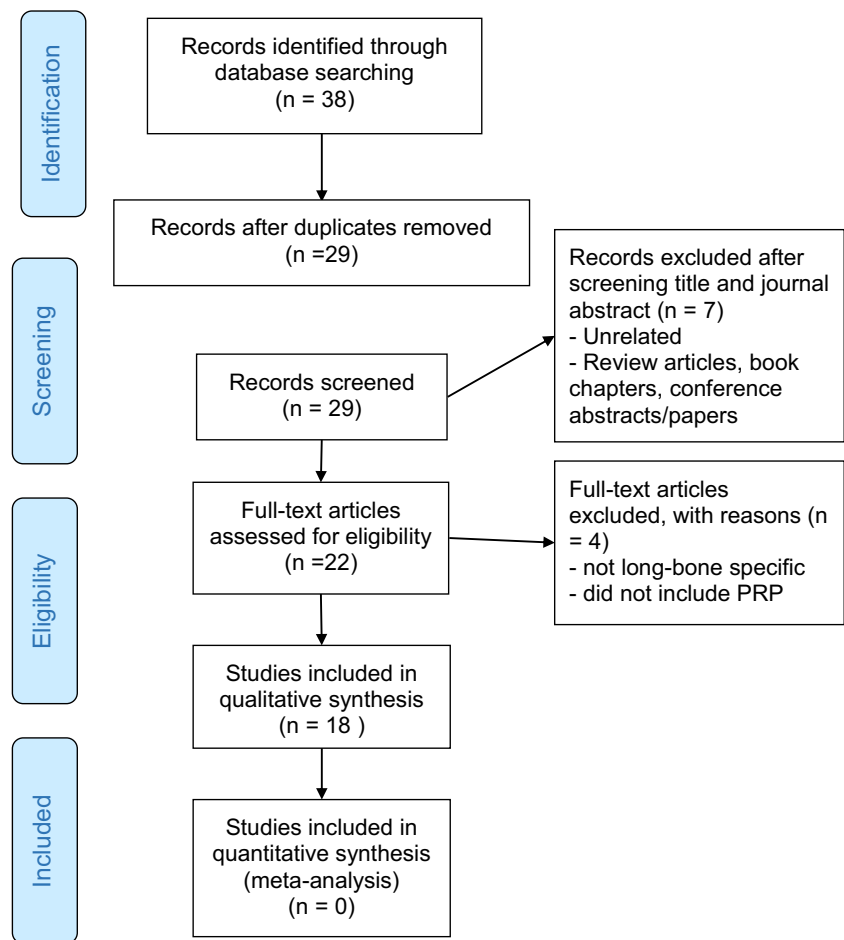 Identification
Records identified through
database searching
(n = 38)
Records after duplicates removed
(n =29)
Screening
Records screened
(n = 29)
Records excluded after
screening title and journal
abstract (n = 7)
- Unrelated
- Review articles, book
chapters, conference
abstracts/papers
Eligibility
Full-text articles
assessed for eligibility
(n =22)
Full-text articles
excluded, with reasons (n
= 4)
- not long-bone specific
- did not include PRP
Studies included in
qualitative synthesis
(n = 18 )
Included
Studies included in
quantitative synthesis
(meta-analysis)
(n = 0)